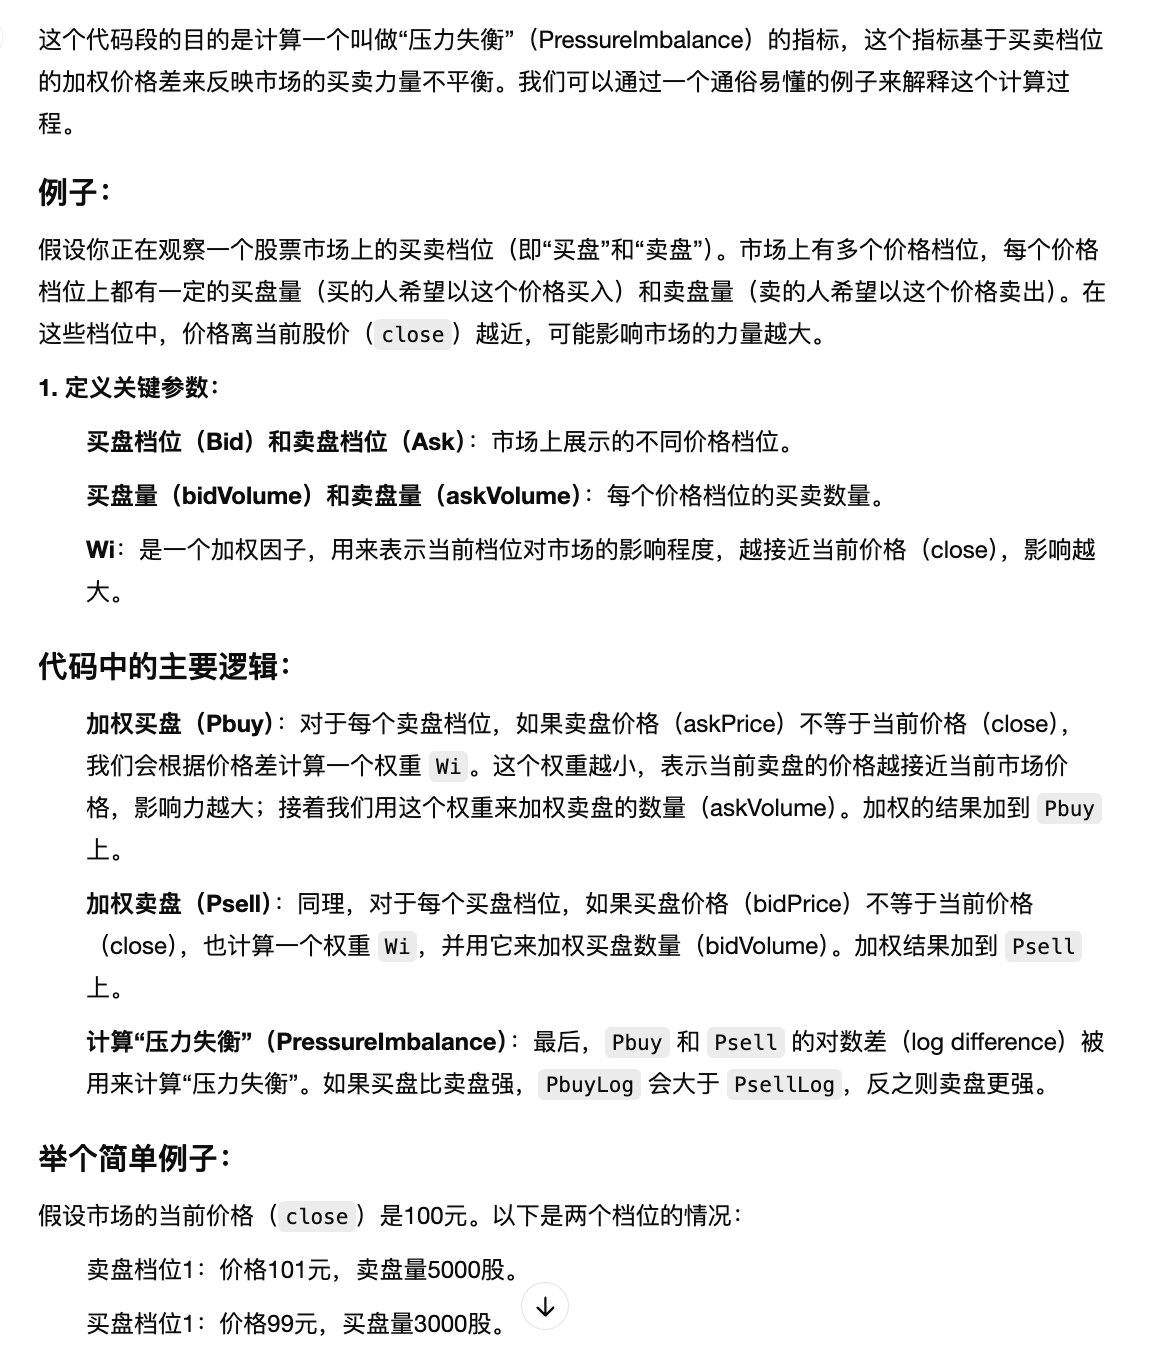 这个代码段的目的是计算一个叫做“压力失衡”（PressureImbalance）的指标，这个指标基于买卖档位
的加权价格差来反映市场的买卖力量不平衡。我们可以通过一个通俗易懂的例子来解释这个计算过
程。
例子：
假设你正在观察一个股票市场上的买卖档位（即“买盘”和“卖盘”）。市场上有多个价格档位，每个价格
档位上都有一定的买盘量（买的人希望以这个价格买入）和卖盘量（卖的人希望以这个价格卖出）。在
这些档位中，价格离当前股价（close）越近，可能影响市场的力量越大。
1. 定义关键参数：
买盘档位（Bid）和卖盘档位（Ask）：市场上展示的不同价格档位。
买盘量（bidVolume）和卖盘量（askVolume）：每个价格档位的买卖数量。
Wi：是一个加权因子，用来表示当前档位对市场的影响程度，越接近当前价格（close），影响越
大。
代码中的主要逻辑：
加权买盘（Pbuy）：对于每个卖盘档位，如果卖盘价格（askPrice）不等于当前价格（close），
我们会根据价格差计算一个权重 Wi。这个权重越小，表示当前卖盘的价格越接近当前市场价
格，影响力越大；接着我们用这个权重来加权卖盘的数量（askVolume）。加权的结果加到 Pbuy
上。
加权卖盘（Psell）：同理，对于每个买盘档位，如果买盘价格（bidPrice）不等于当前价格
（close），也计算一个权重 Wi，并用它来加权买盘数量（bidVolume）。加权结果加到 Psell
上。
计算“压力失衡”（PressureImbalance）：最后，Pbuy 和 Psell 的对数差（log difference）被
用来计算“压力失衡”。如果买盘比卖盘强，PbuyLog 会大于 PsellLog，反之则卖盘更强。
举个简单例子：
假设市场的当前价格（close）是100元。以下是两个档位的情况：
卖盘档位1：价格101元，卖盘量5000股。
买盘档位1：价格99元，买盘量3000股。